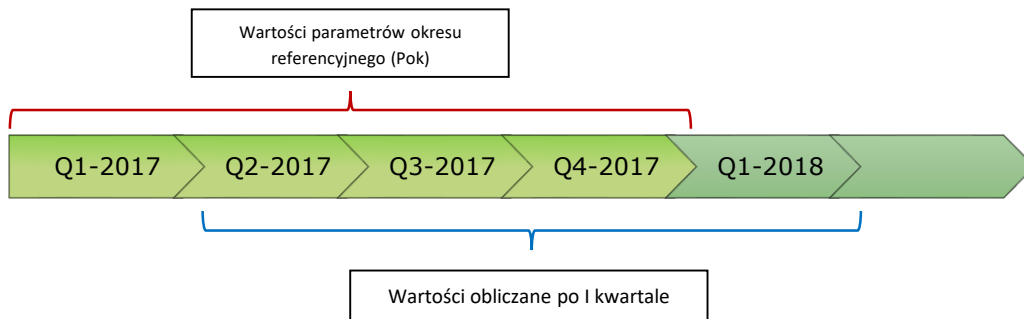 Wartości parametrów okresu
referencyjnego (Pok)
Q1-2017 Q2-2017 Q3-2017 Q4-2017 Q1-2018
Wartości obliczane po I kwartale